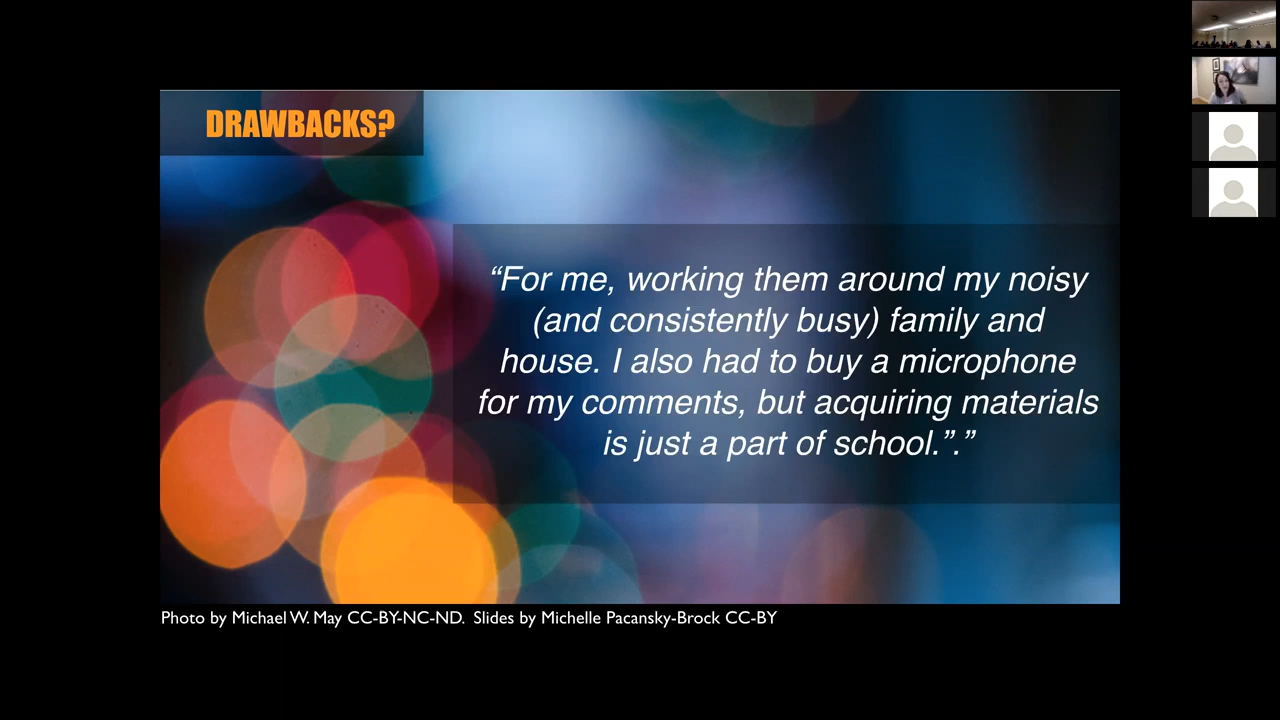 DRAWBACKS?
“For me, working them around my noisy
(and consistently busy) family and
house. I also had to buy a microphone
for my comments, but acquiring materials
is just a part of school.”.”
Photo by Michael W. May CC-BY-NC-ND.  Slides by Michelle Pacansky-Brock CC-BY